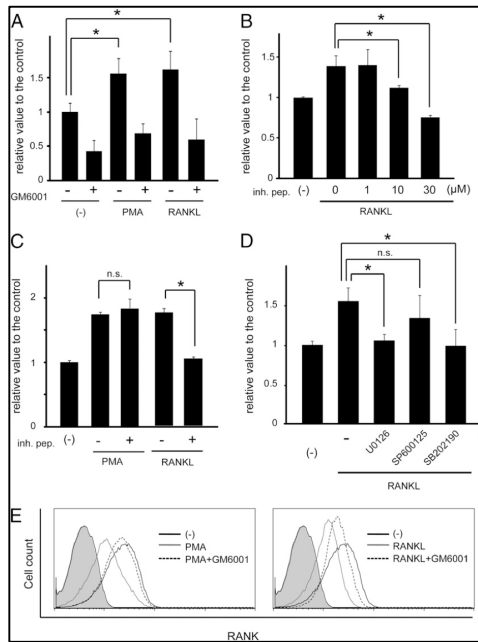 A
relative value to the control
1.5
1
0.5
0
*
*
GM6001
- + - + - +
(-) PMA RANKL
B
relative value to the control
1.5
1
0.5
0
*
*
inh. pep. (-) 0 1 10 30 (μM)
RANKL
C
relative value to the control
2
1
0
n.s.
*
inh. pep. (-) - + - +
PMA RANKL
D
relative value to the control
2
1.5
1
0.5
0
*
n.s.
*
(-) - U0126 SP600125 SB202190
RANKL
E
Cell count
(-)
PMA
PMA+GM6001
(-)
RANKL
RANKL+GM6001
RANK